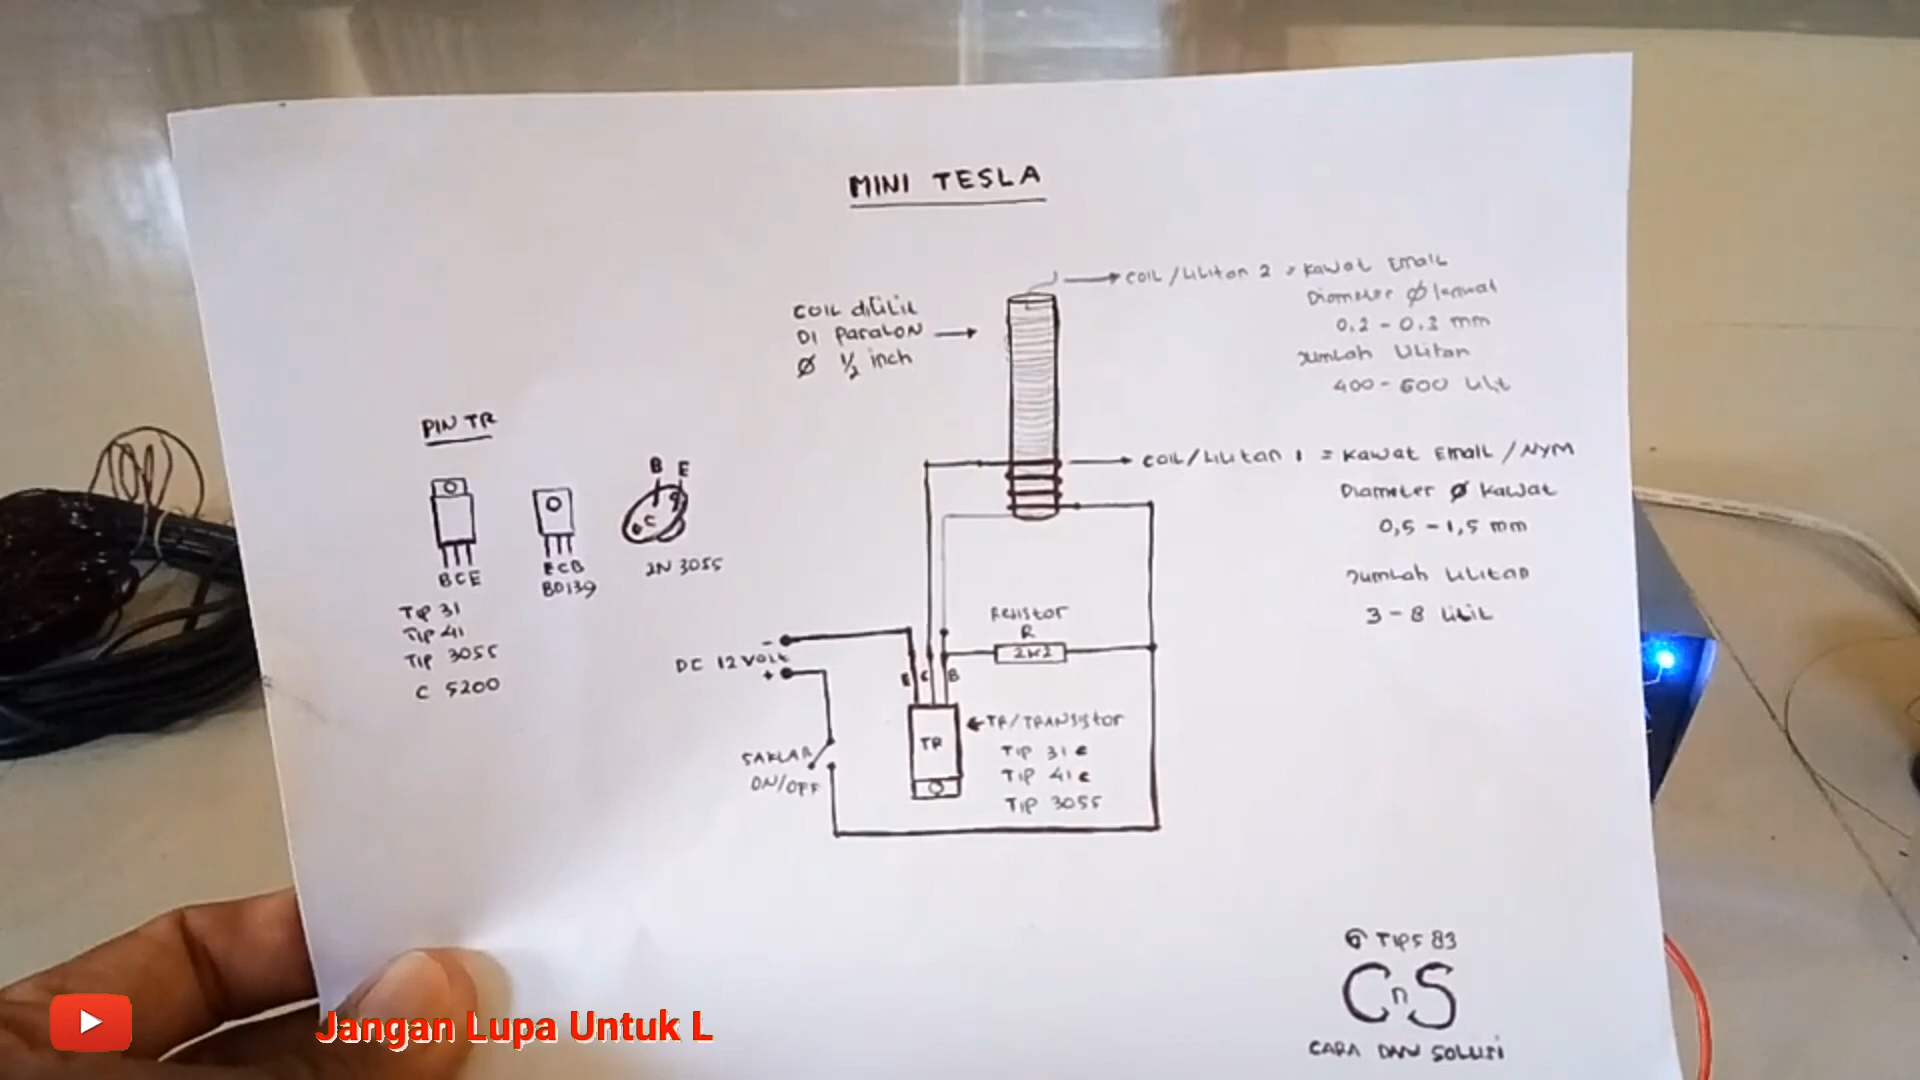 MINI TESLA
COIL / Lilitan 2 = Kawat Email
Diameter Ø kawat
0.2 - 0.3 mm
Jumlah Lilitan
400 - 600 Lilit
COIL diLilit
DI Paralon
Ø 1/2 inch
PIN TR
B E
C
BCE
ECB
BD139
2N 3055
TIP 31
TIP 41
TIP 3055
C 5200
COIL/Lilitan 1 = Kawat Email / NYM
Diameter Ø Kawat
0,5 - 1,5 mm
Jumlah Lilitan
3 - 8 Lilit
Resistor
R
2K2
DC 12 VOLT
-
+
E C B
TR
SAKLAR
ON/OFF
TR/TRANSISTOR
TIP 31 C
TIP 41 C
TIP 3055
TIPS 83
CnS
CARA DAN SOLUSI
Jangan Lupa Untuk L